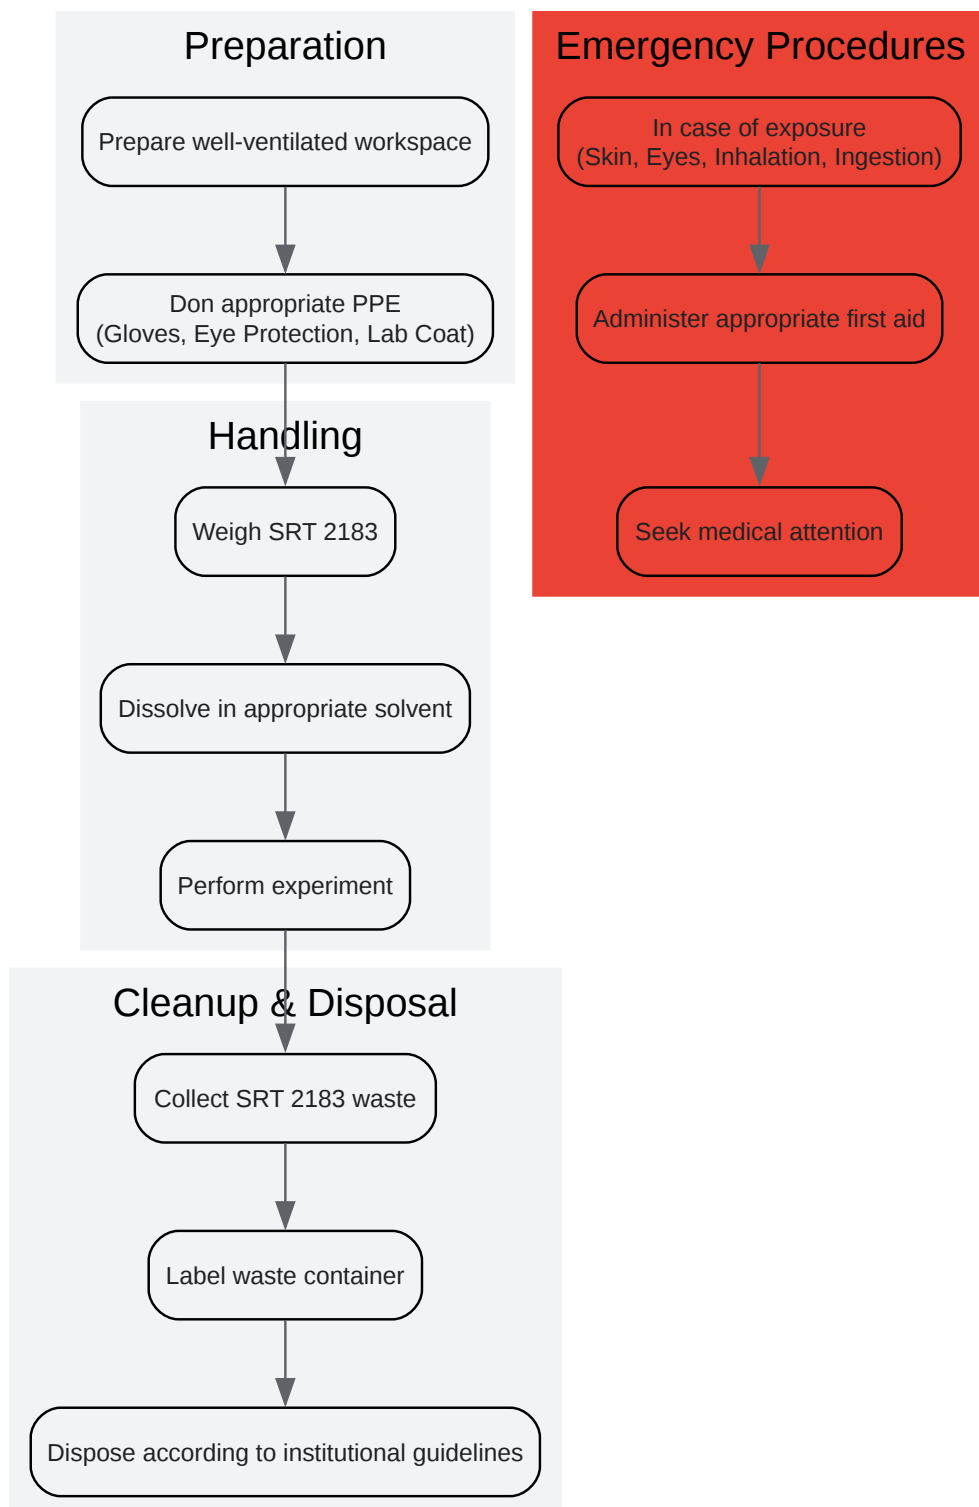 Preparation
Prepare well-ventilated workspace
Don appropriate PPE
(Gloves, Eye Protection, Lab Coat)
Handling
Weigh SRT 2183
Dissolve in appropriate solvent
Perform experiment
Cleanup & Disposal
Collect SRT 2183 waste
Label waste container
Dispose according to institutional guidelines
Emergency Procedures
In case of exposure
(Skin, Eyes, Inhalation, Ingestion)
Administer appropriate first aid
Seek medical attention